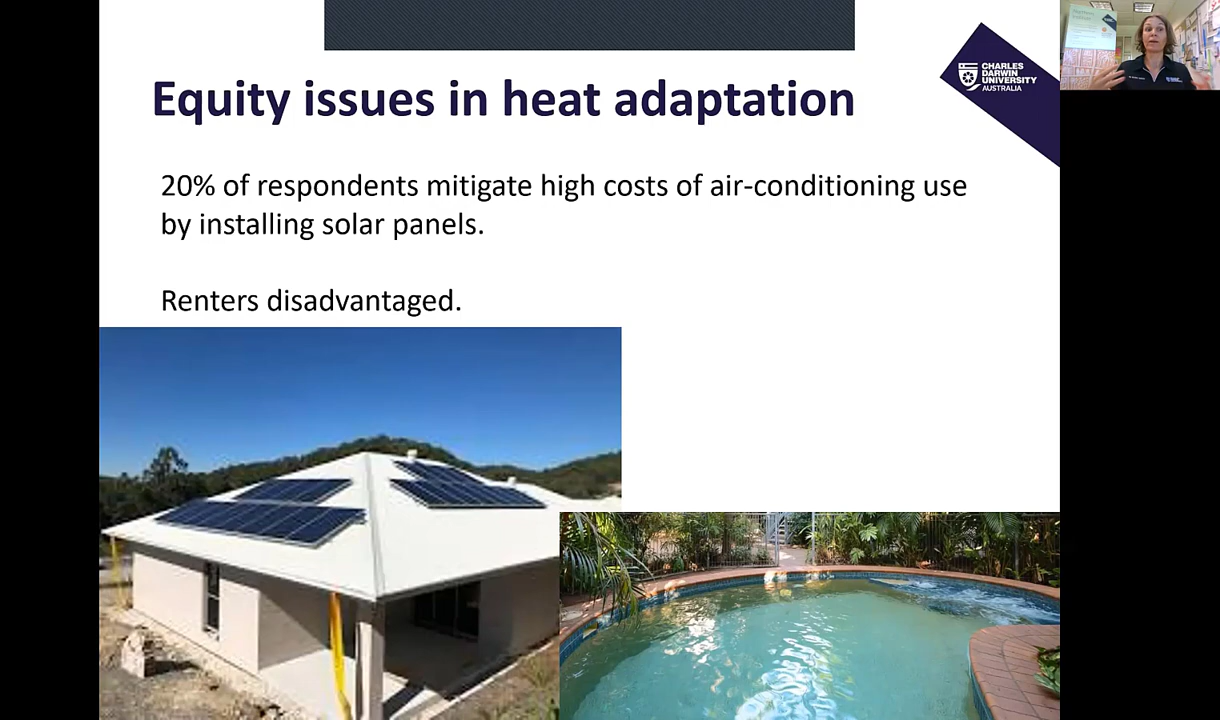 Equity issues in heat adaptation
CHARLES
DARWIN
UNIVERSITY
AUSTRALIA
20% of respondents mitigate high costs of air-conditioning use
by installing solar panels.
Renters disadvantaged.